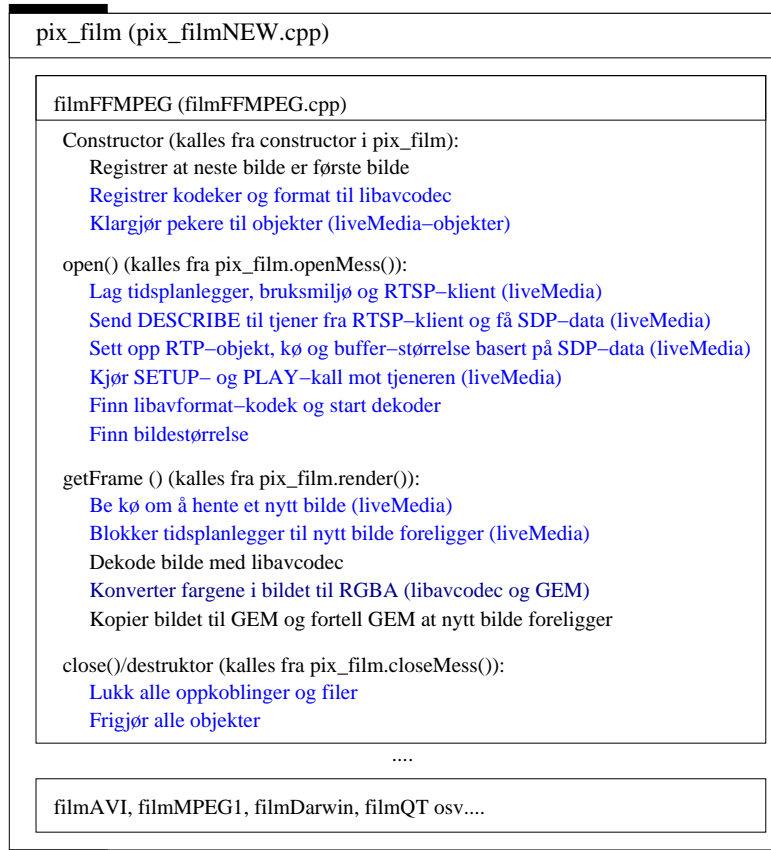 pix_film (pix_filmNEW.cpp)
filmFFMPEG (filmFFMPEG.cpp)
Constructor (kalles fra constructor i pix_film):
Registrer at neste bilde er første bilde
Registrer kodeker og format til libavcodec
Klargjør pekere til objekter (liveMedia−objekter)
open() (kalles fra pix_film.openMess()):
Lag tidsplanlegger, bruksmiljø og RTSP−klient (liveMedia)
Send DESCRIBE til tjener fra RTSP−klient og få SDP−data (liveMedia)
Sett opp RTP−objekt, kø og buffer−størrelse basert på SDP−data (liveMedia)
Kjør SETUP− og PLAY−kall mot tjeneren (liveMedia)
Finn libavformat−kodek og start dekoder
Finn bildestørrelse
getFrame () (kalles fra pix_film.render()):
Be kø om å hente et nytt bilde (liveMedia)
Blokker tidsplanlegger til nytt bilde foreligger (liveMedia)
Dekode bilde med libavcodec
Konverter fargene i bildet til RGBA (libavcodec og GEM)
Kopier bildet til GEM og fortell GEM at nytt bilde foreligger
close()/destruktor (kalles fra pix_film.closeMess()):
Lukk alle oppkoblinger og filer
Frigjør alle objekter
....
filmAVI, filmMPEG1, filmDarwin, filmQT osv....